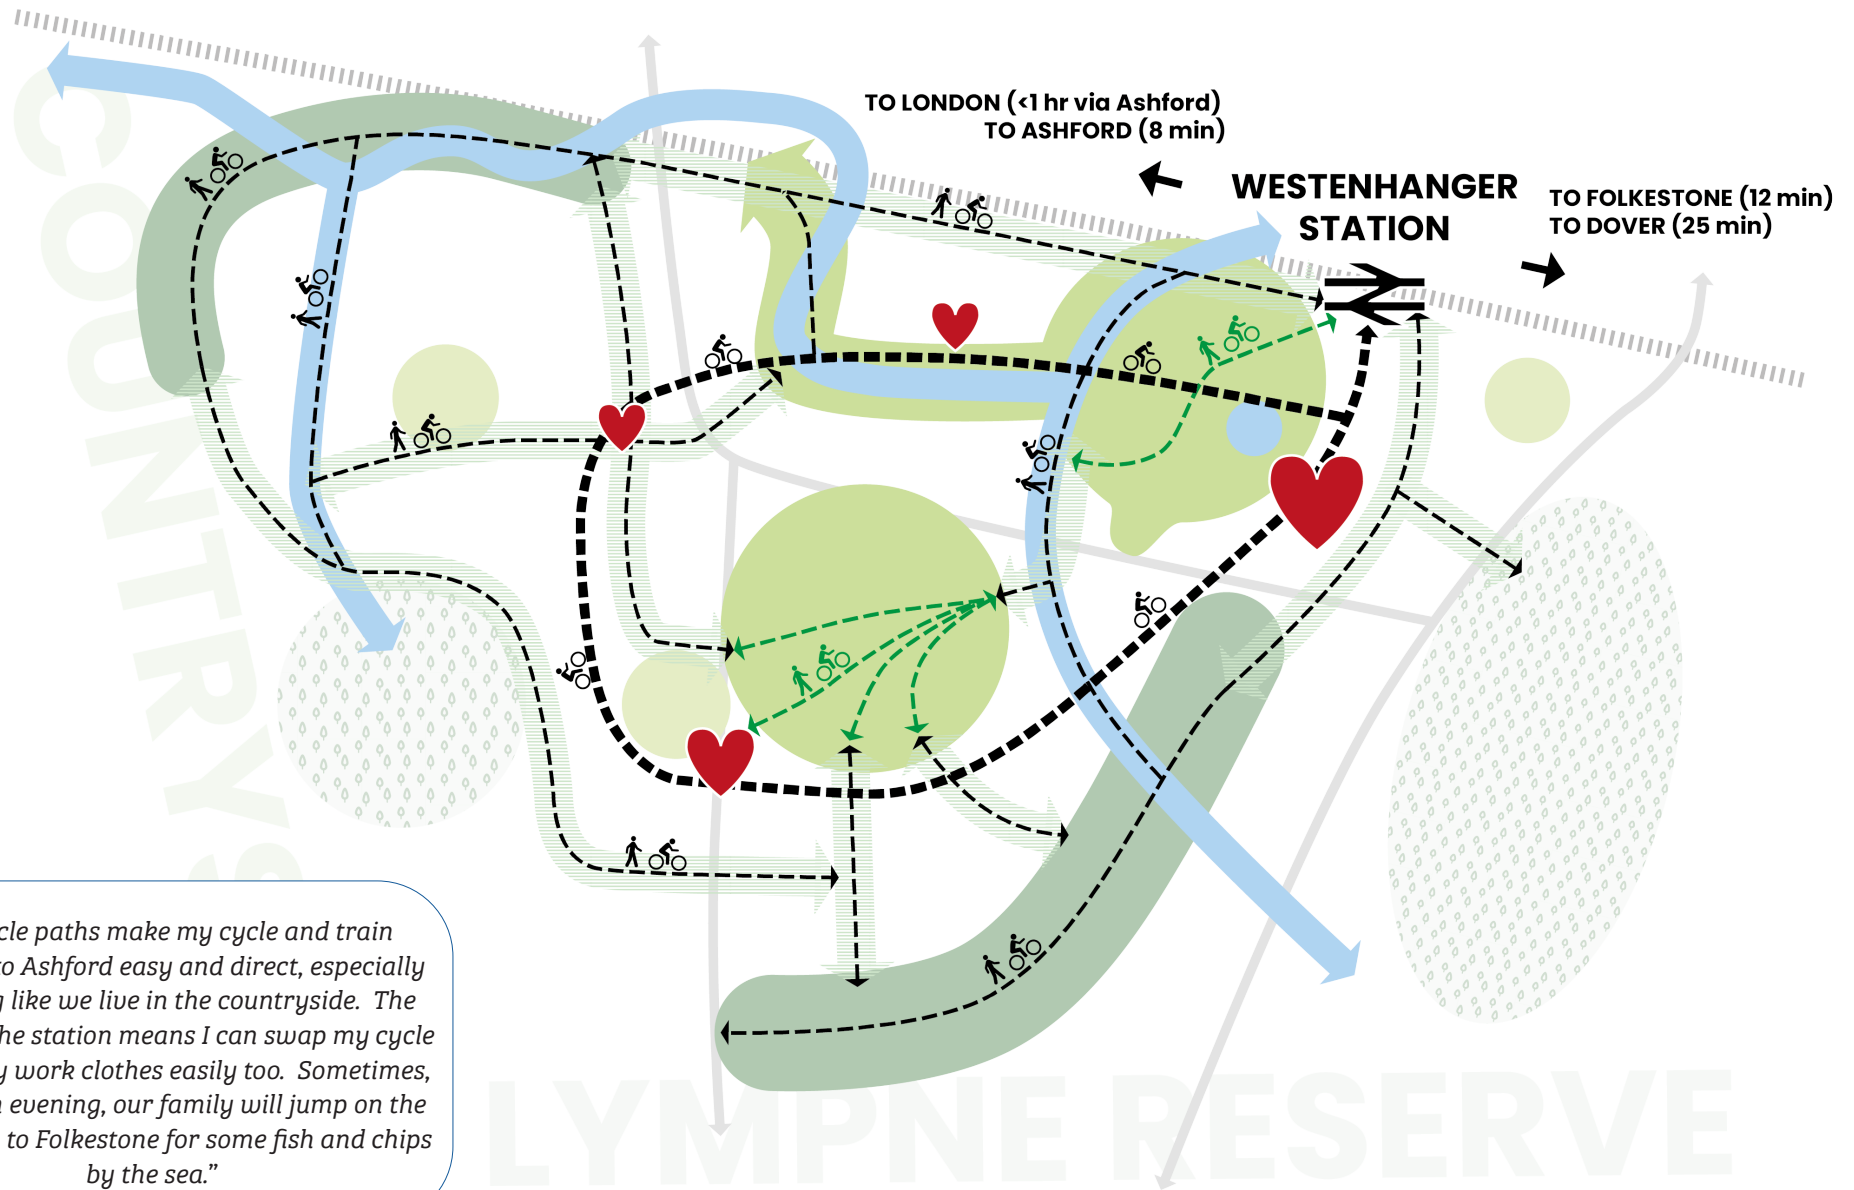 TO LONDON (<1 hr via Ashford)
TO ASHFORD (8 min)
WESTENHANGER
STATION
TO FOLKESTONE (12 min)
TO DOVER (25 min)
COUNTRYS
cle paths make my cycle and train
to Ashford easy and direct, especially
g like we live in the countryside. The
he station means I can swap my cycle
y work clothes easily too. Sometimes,
n evening, our family will jump on the
to Folkestone for some fish and chips
by the sea.”
LYMPNE RESERVE